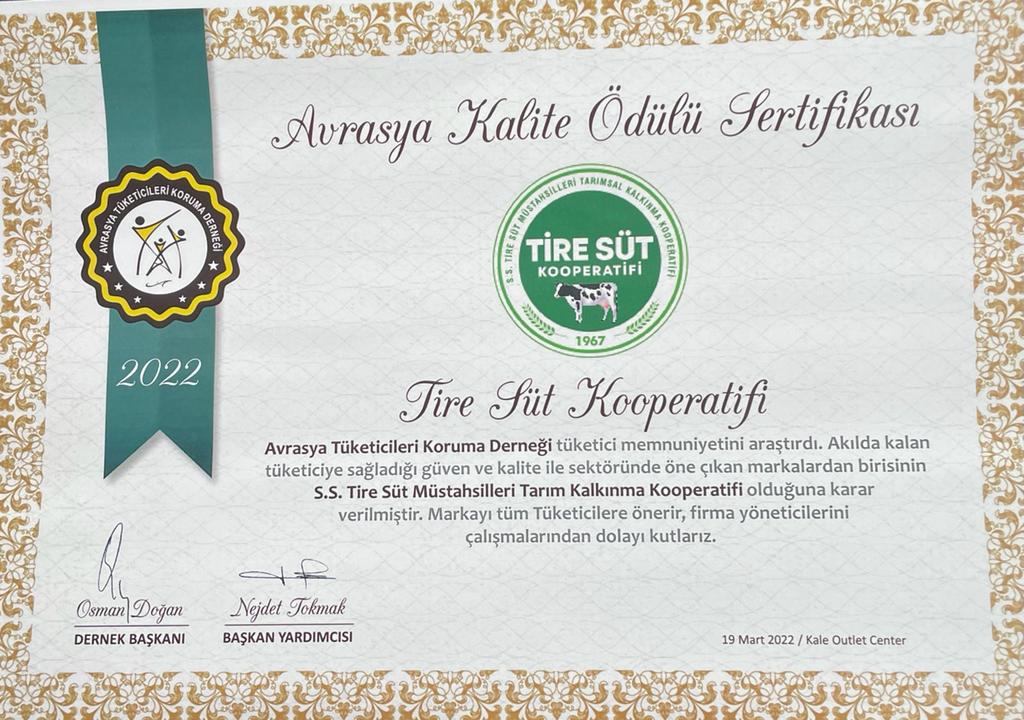 Avrasya Kalite Ödülü Sertifikası
AVRASYA TÜKETİCİLERİ KORUMA DERNEĞİ
2022
S.S. TİRE SÜT MÜSTAHSİLLERİ TARIMSAL KALKINMA KOOPERATİFİ
TİRE SÜT
KOOPERATİFİ
1967
Tire Süt Kooperatifi
Avrasya Tüketicileri Koruma Derneği tüketici memnuniyetini araştırdı. Akılda kalan
tüketiciye sağladığı güven ve kalite ile sektöründe öne çıkan markalardan birisinin
S.S. Tire Süt Müstahsilleri Tarım Kalkınma Kooperatifi olduğuna karar
verilmiştir. Markayı tüm Tüketicilere önerir, firma yöneticilerini
çalışmalarından dolayı kutlarız.
Osman Doğan
DERNEK BAŞKANI
Nejdet Tokmak
BAŞKAN YARDIMCISI
19 Mart 2022 / Kale Outlet Center